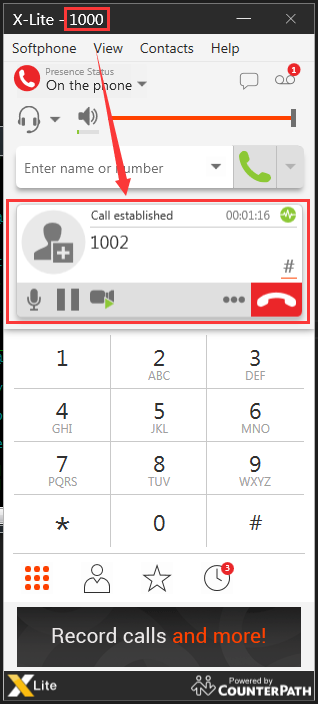 X-Lite - 1000
Softphone View Contacts Help
Presence Status
On the phone
1
Enter name or number
Call established 00:01:16
1002
#
1 2 3
ABC DEF
4 5 6
GHI JKL MNO
7 8 9
PQRS TUV WXYZ
* 0 #
3
Record calls and more!
X Lite Powered by
COUNTERPATH